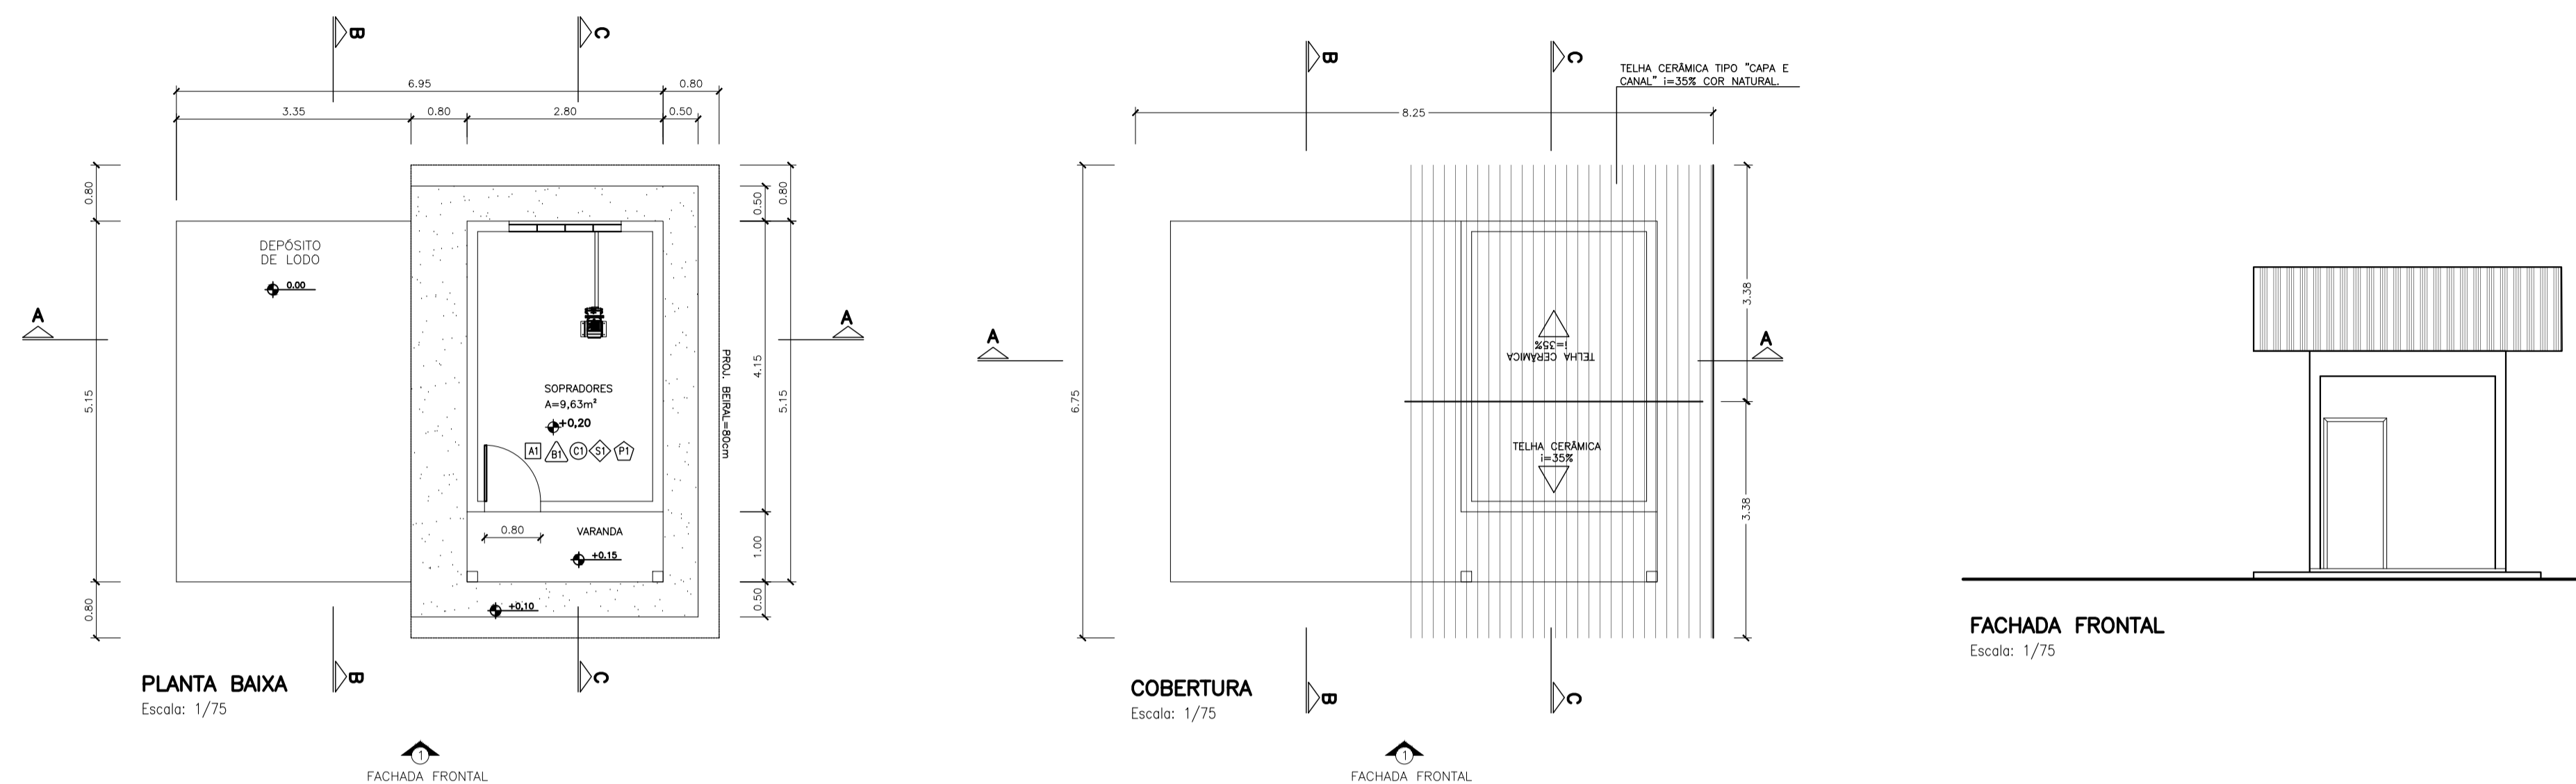 B
C
6.95
0.80
3.35
0.80
2.80
0.50
0.80
0.50
0.80
DEPÓSITO
DE LODO
0.00
A
A
5.15
SOPRADORES
A=9,63m²
+0,20
A1 B1 C1 S1 P1
PROJ. BEIRAL=80cm
4.15
5.15
0.80
VARANDA
+0.15
1.00
+0,10
0.80
0.50
B
C
PLANTA BAIXA
Escala: 1/75
1
FACHADA FRONTAL
B
C
TELHA CERÂMICA TIPO "CAPA E
CANAL" i=35% COR NATURAL.
8.25
6.75
3.38
A
A
TELHA CERÂMICA
i=35%
TELHA CERÂMICA
i=35%
3.38
B
C
COBERTURA
Escala: 1/75
1
FACHADA FRONTAL
FACHADA FRONTAL
Escala: 1/75